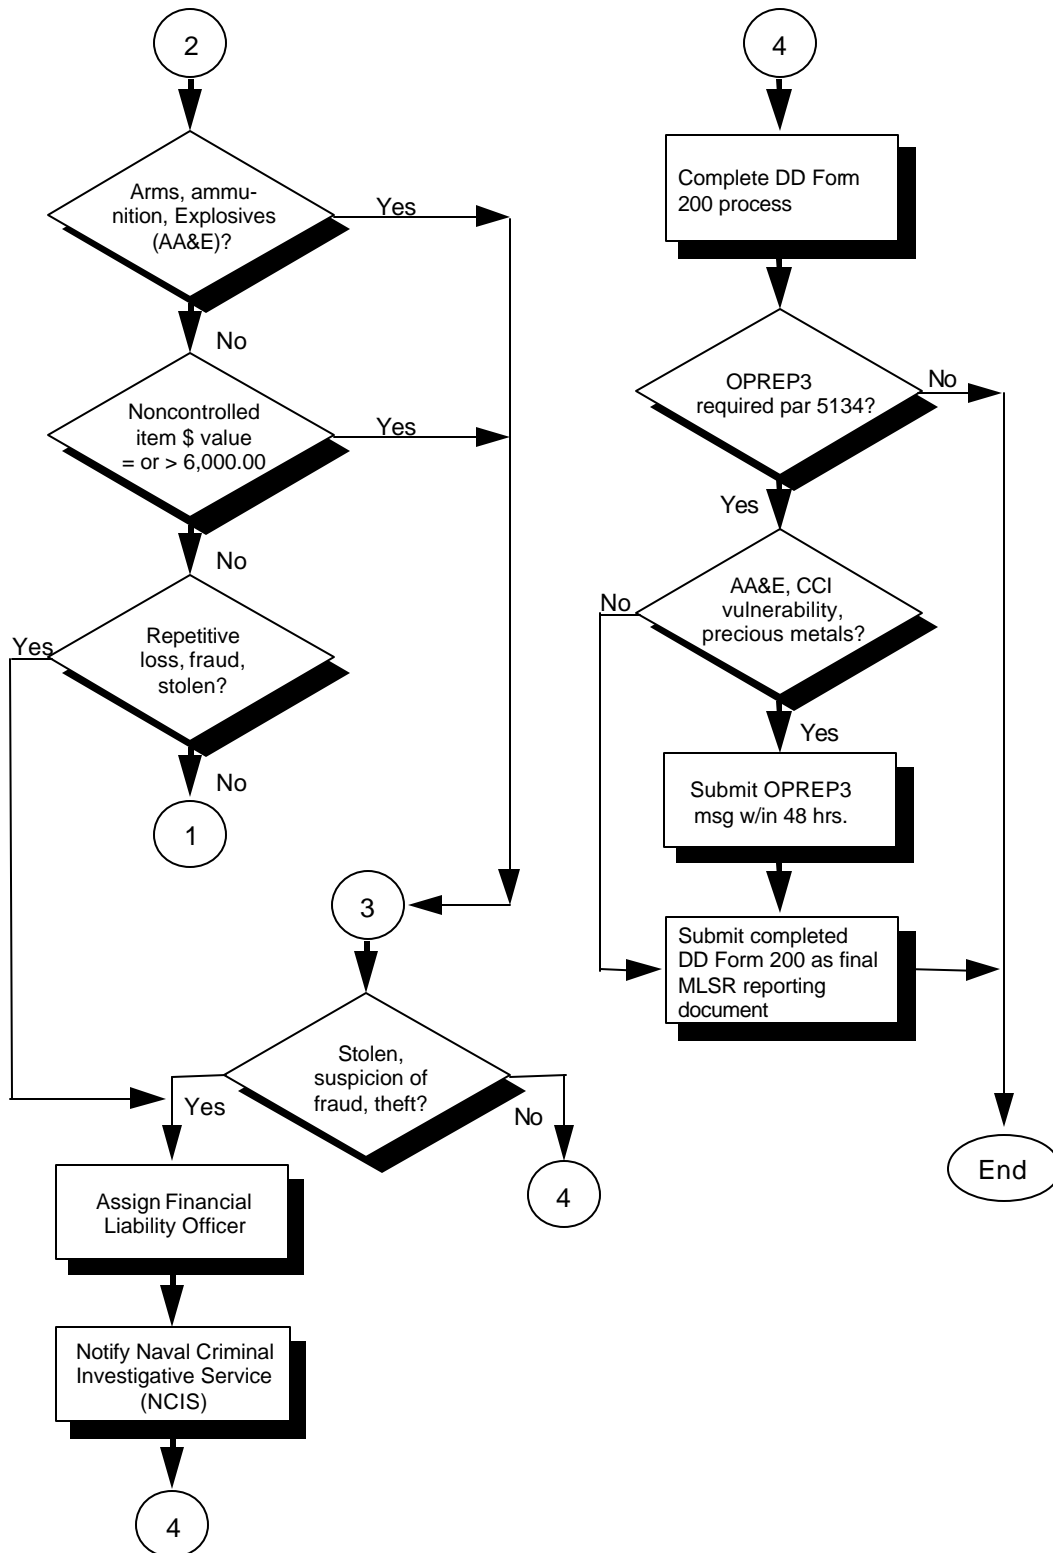 2
Arms, ammu-
nition, Explosives
(AA&E)?
Yes
No
Noncontrolled
item $ value
= or > 6,000.00
Yes
No
Repetitive
loss, fraud,
stolen?
Yes
No
1
3
Stolen,
suspicion of
fraud, theft?
Yes
No
4
Assign Financial
Liability Officer
Notify Naval Criminal
Investigative Service
(NCIS)
4
4
Complete DD Form
200 process
OPREP3
required par 5134?
No
Yes
AA&E, CCI
vulnerability,
precious metals?
No
Yes
Submit OPREP3
msg w/in 48 hrs.
Submit completed
DD Form 200 as final
MLSR reporting
document
End